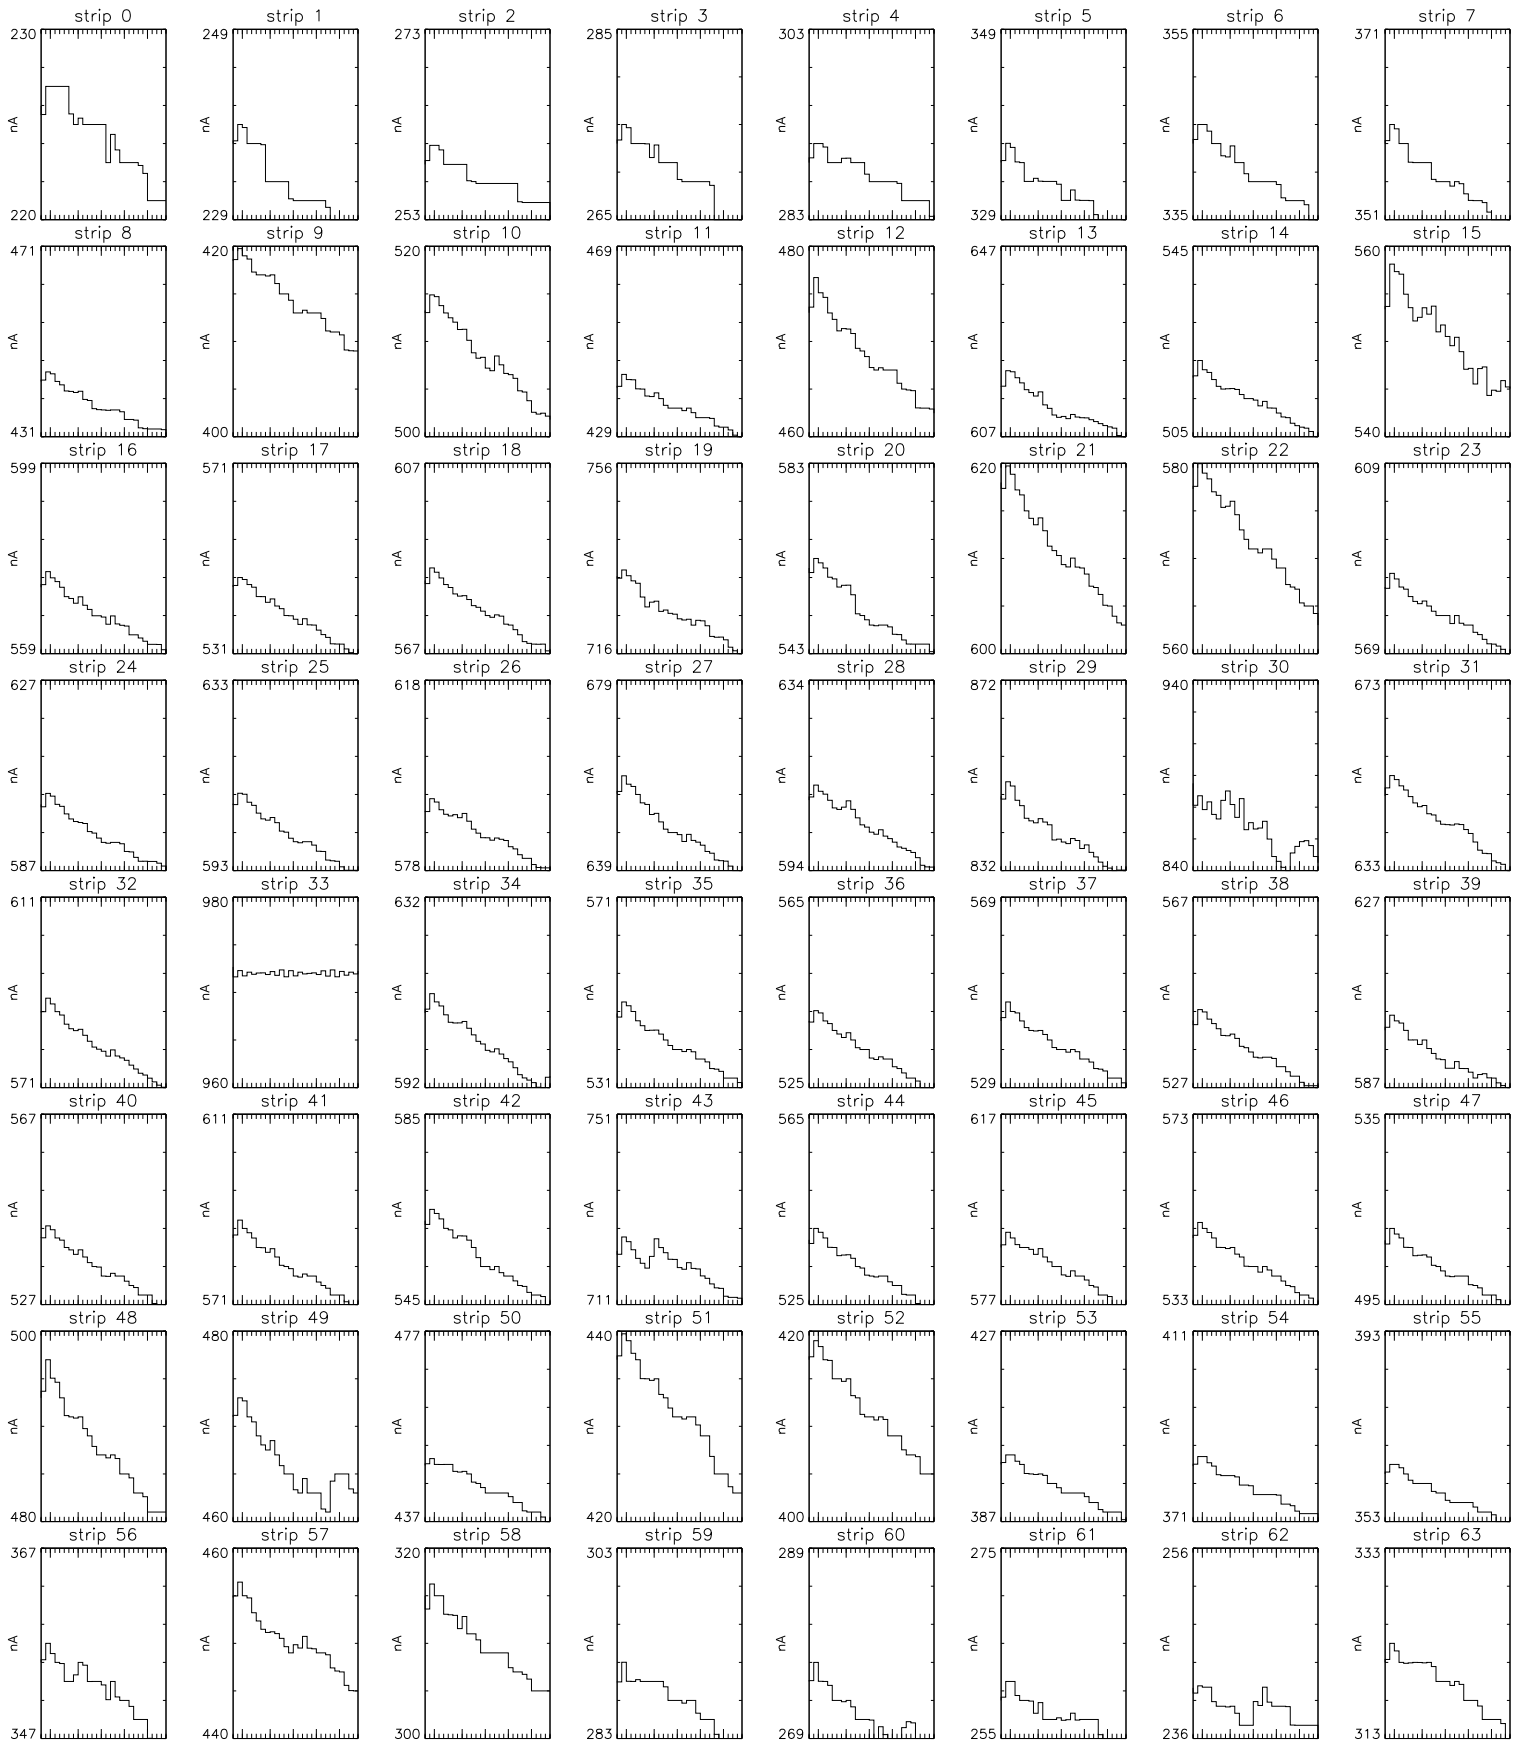 strip 0 strip 1 strip 2 strip 3 strip 4 strip 5 strip 6 strip 7
230 249 273 285 303 349 355 371
nA nA nA nA nA nA nA nA
220 229 253 265 283 329 335 351
strip 8 strip 9 strip 10 strip 11 strip 12 strip 13 strip 14 strip 15
471 420 520 469 480 647 545 560
nA nA nA nA nA nA nA nA
431 400 500 429 460 607 505 540
strip 16 strip 17 strip 18 strip 19 strip 20 strip 21 strip 22 strip 23
599 571 607 756 583 620 580 609
nA nA nA nA nA nA nA nA
559 531 567 716 543 600 560 569
strip 24 strip 25 strip 26 strip 27 strip 28 strip 29 strip 30 strip 31
627 633 618 679 634 872 940 673
nA nA nA nA nA nA nA nA
587 593 578 639 594 832 840 633
strip 32 strip 33 strip 34 strip 35 strip 36 strip 37 strip 38 strip 39
611 980 632 571 565 569 567 627
nA nA nA nA nA nA nA nA
571 960 592 531 525 529 527 587
strip 40 strip 41 strip 42 strip 43 strip 44 strip 45 strip 46 strip 47
567 611 585 751 565 617 573 535
nA nA nA nA nA nA nA nA
527 571 545 711 525 577 533 495
strip 48 strip 49 strip 50 strip 51 strip 52 strip 53 strip 54 strip 55
500 480 477 440 420 427 411 393
nA nA nA nA nA nA nA nA
480 460 437 420 400 387 371 353
strip 56 strip 57 strip 58 strip 59 strip 60 strip 61 strip 62 strip 63
367 460 320 303 289 275 256 333
nA nA nA nA nA nA nA nA
347 440 300 283 269 255 236 313